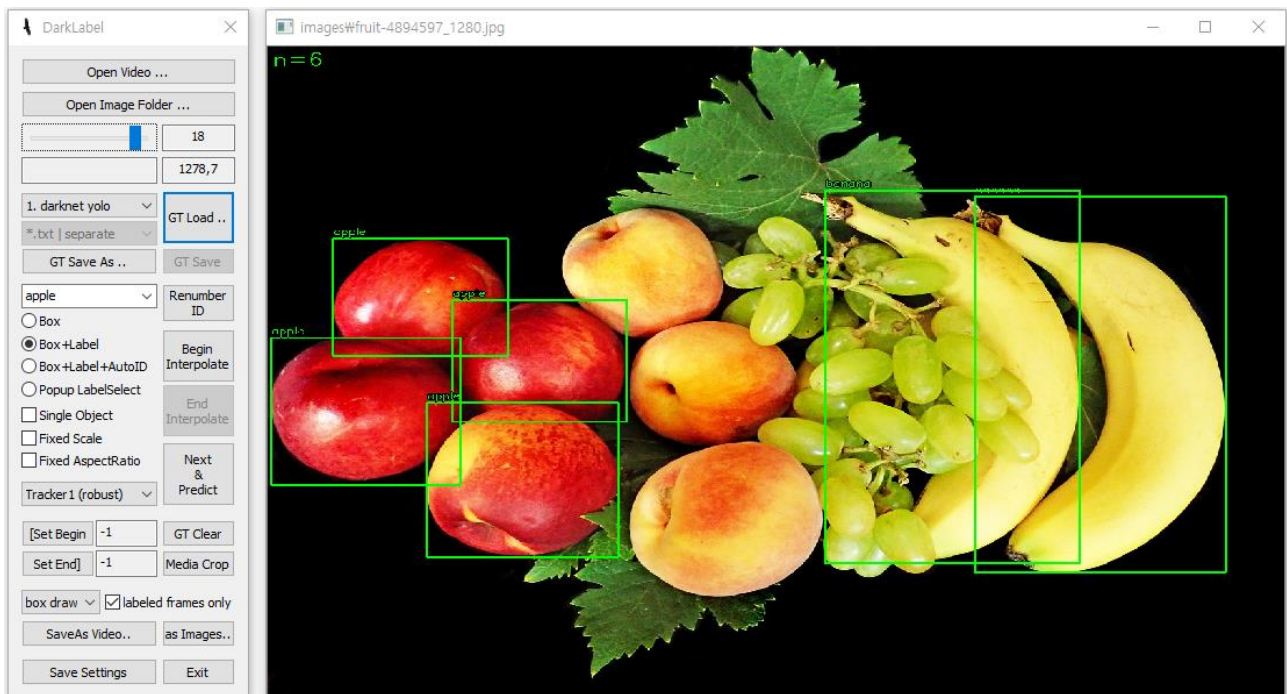 DarkLabel
Open Video ...
Open Image Folder ...
18
1278,7
1. darknet yolo
GT Load ..
*.txt | separate
GT Save As ..
GT Save
apple
Renumber
ID
Box
Box+Label
Box+Label+AutoID
Popup LabelSelect
Begin
Interpolate
End
Interpolate
Single Object
Fixed Scale
Fixed AspectRatio
Next
&
Predict
Tracker1 (robust)
[Set Begin
-1
GT Clear
Set End]
-1
Media Crop
box draw
labeled frames only
SaveAs Video..
as Images..
Save Settings
Exit
images₩fruit-4894597_1280.jpg
n=6
banana
apple
apple
apple
apple